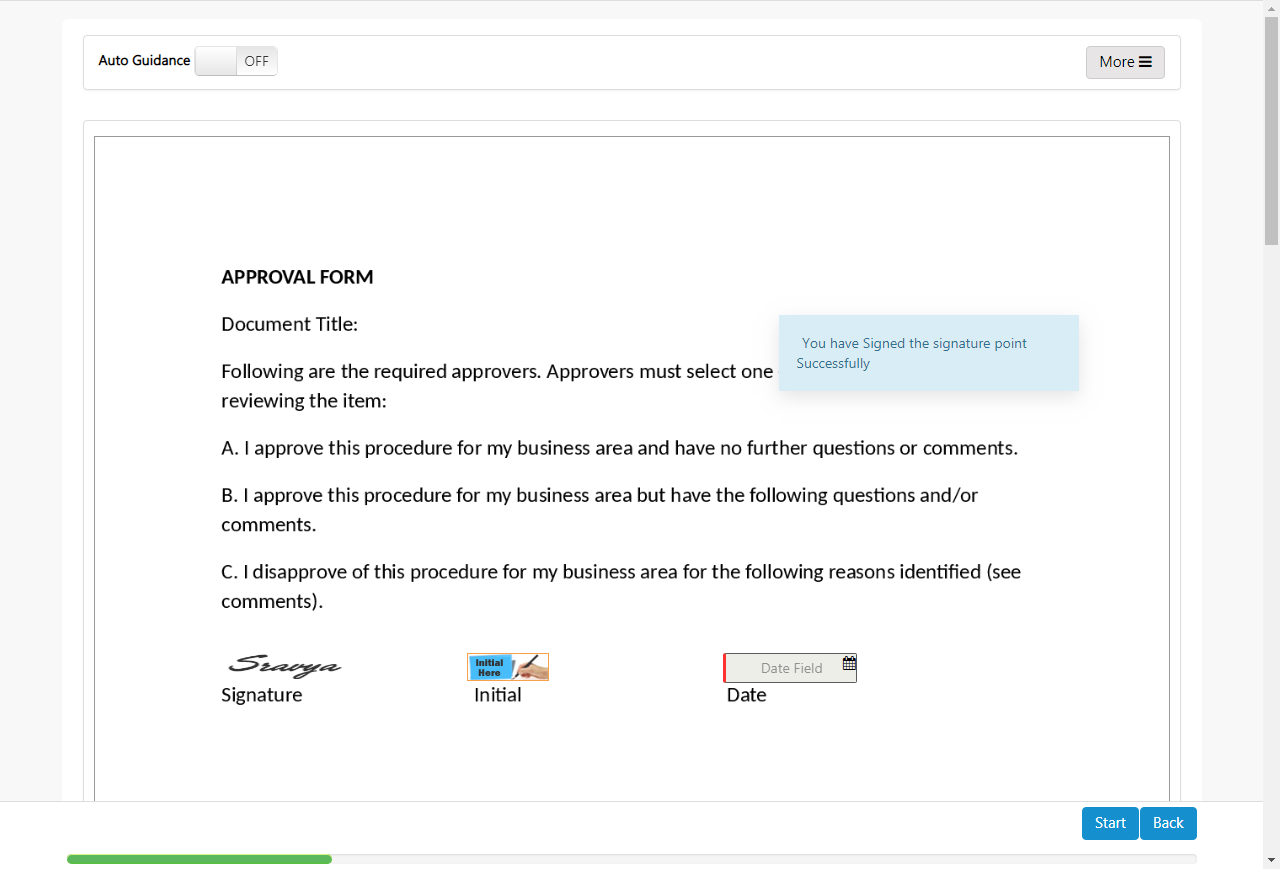 Auto Guidance OFF More
APPROVAL FORM
Document Title:
You have Signed the signature point
Successfully
Following are the required approvers. Approvers must select one
reviewing the item:
A. I approve this procedure for my business area and have no further questions or comments.
B. I approve this procedure for my business area but have the following questions and/or
comments.
C. I disapprove of this procedure for my business area for the following reasons identified (see
comments).
Sravya
Initial
Here
Date Field
Signature Initial Date
Start Back